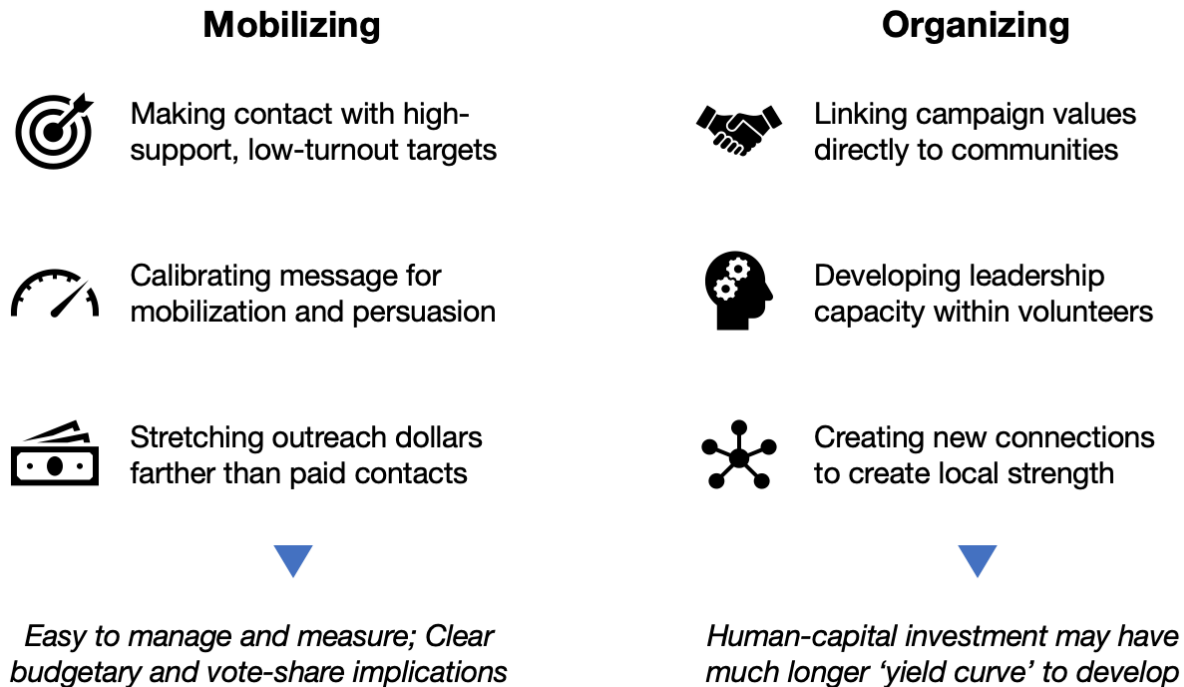 Mobilizing
Making contact with high-
support, low-turnout targets
Calibrating message for
mobilization and persuasion
Stretching outreach dollars
farther than paid contacts
Easy to manage and measure; Clear
budgetary and vote-share implications
Organizing
Linking campaign values
directly to communities
Developing leadership
capacity within volunteers
Creating new connections
to create local strength
Human-capital investment may have
much longer ‘yield curve’ to develop